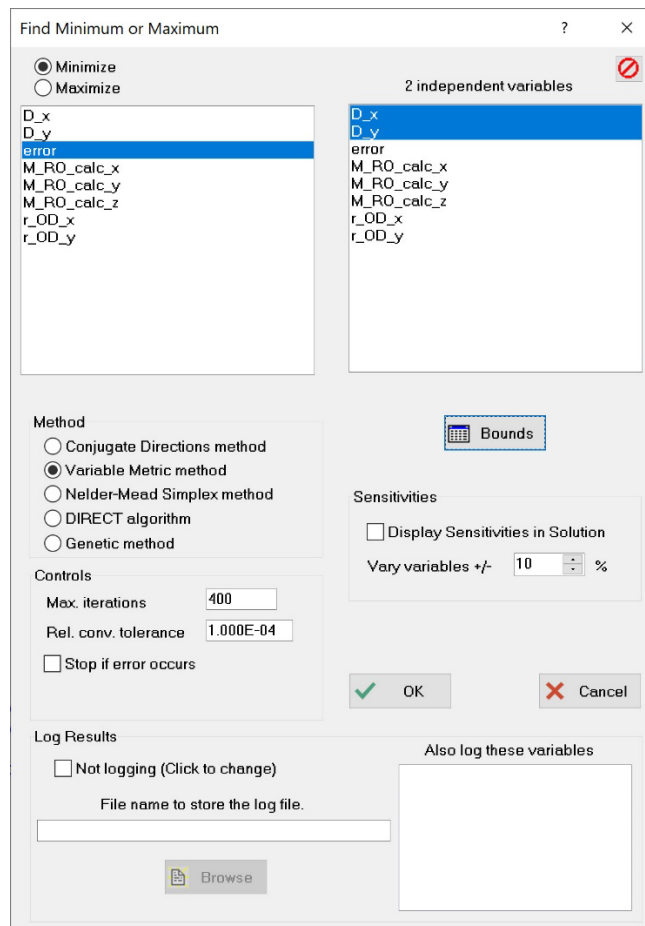 Find Minimum or Maximum ? ×
Minimize
Maximize
2 independent variables
D_x
D_y
error
M_RO_calc_x
M_RO_calc_y
M_RO_calc_z
r_OD_x
r_OD_y
D_x
D_y
error
M_RO_calc_x
M_RO_calc_y
M_RO_calc_z
r_OD_x
r_OD_y
Method
Conjugate Directions method
Variable Metric method
Nelder-Mead Simplex method
DIRECT algorithm
Genetic method
Bounds
Sensitivities
Display Sensitivities in Solution
Vary variables +/- 10 %
Controls
Max. iterations 400
Rel. conv. tolerance 1.000E-04
Stop if error occurs
OK
Cancel
Log Results
Not logging (Click to change)
File name to store the log file.
Browse
Also log these variables